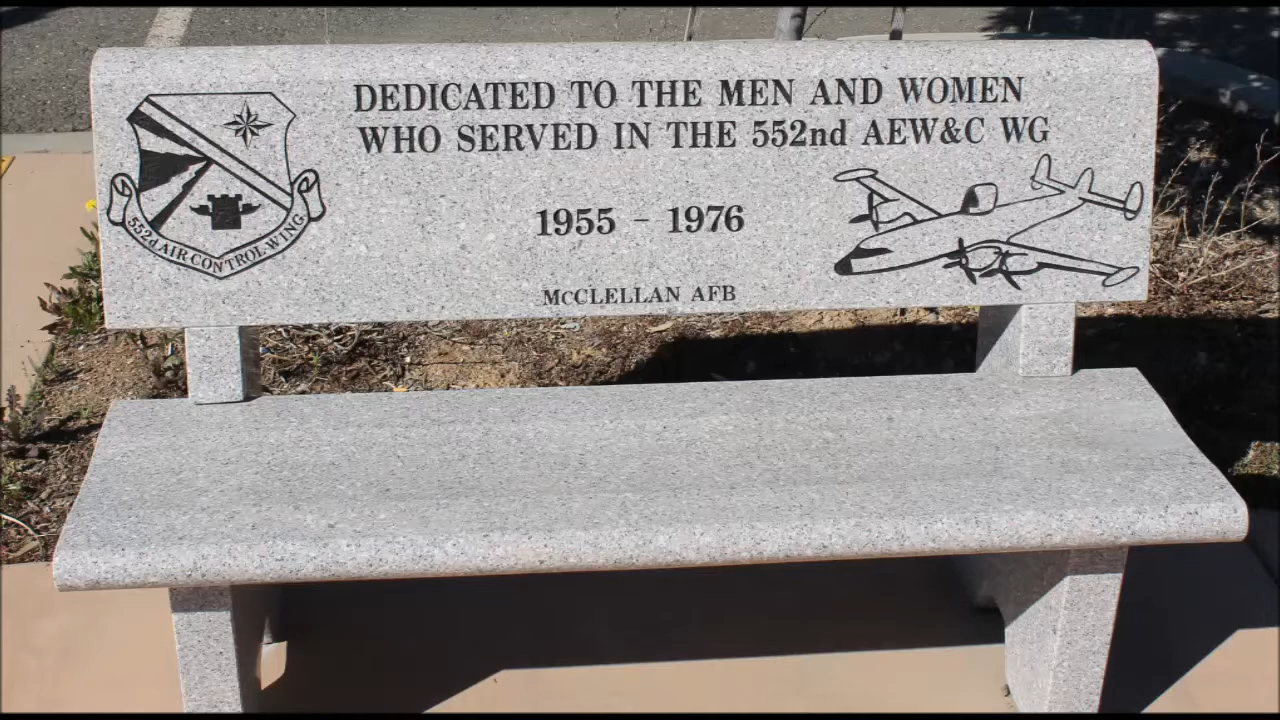 DEDICATED TO THE MEN AND WOMEN
WHO SERVED IN THE 552nd AEW&C WG
1955 - 1976
McCLELLAN AFB
552d AIR CONTROL WING